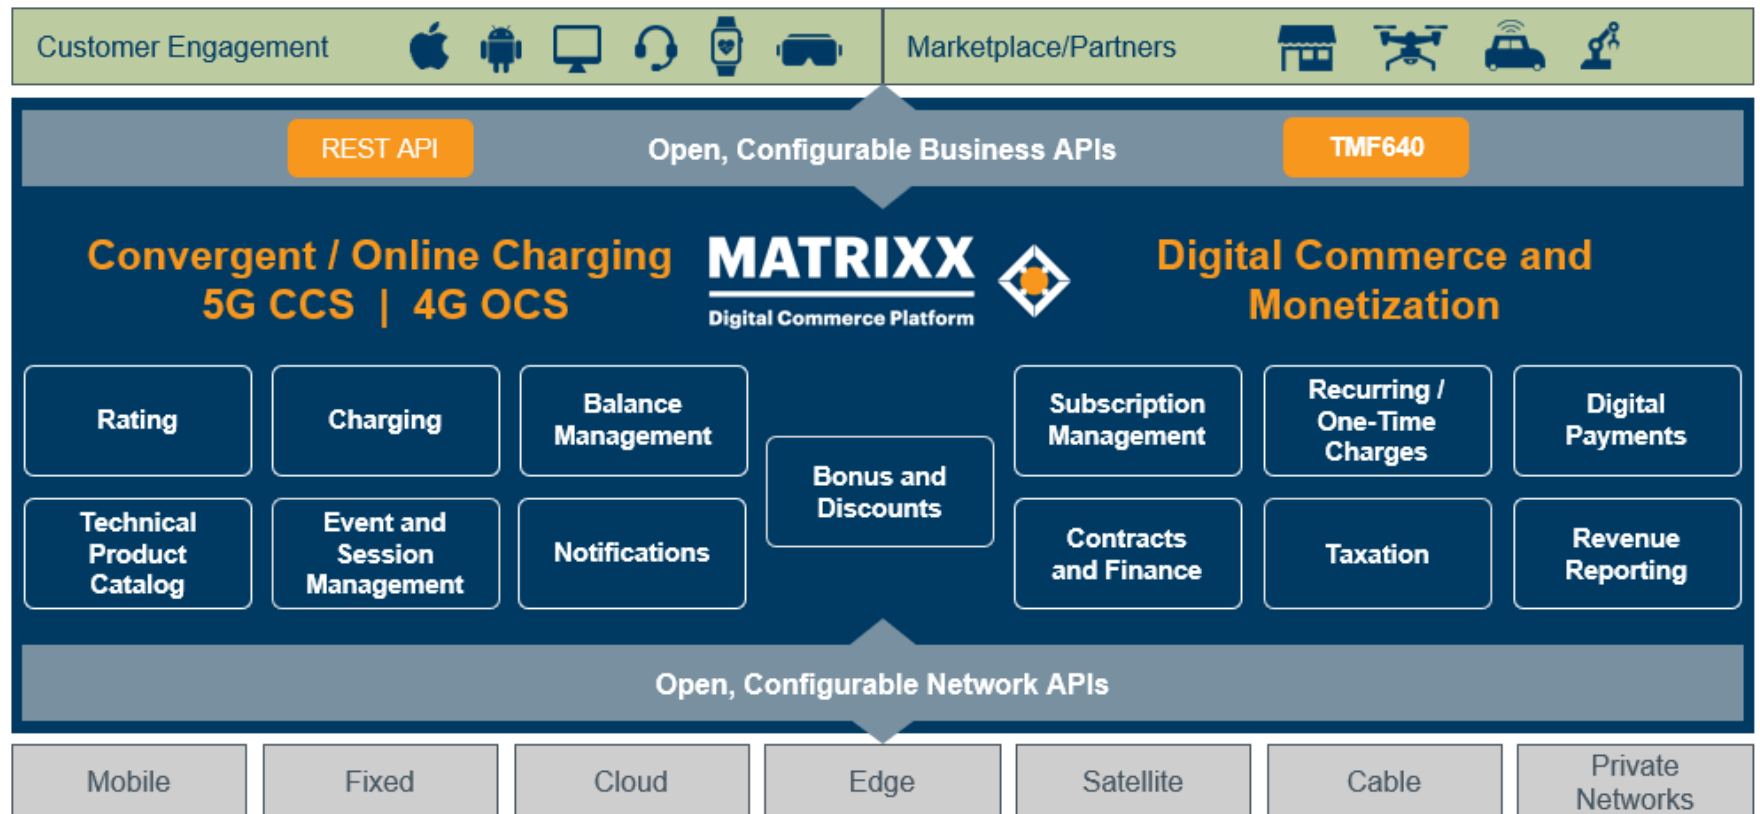 Customer Engagement
Marketplace/Partners
REST API
Open, Configurable Business APIs
TMF640
Convergent / Online Charging
5G CCS | 4G OCS
MATRIXX
Digital Commerce Platform
Digital Commerce and
Monetization
Rating
Charging
Balance
Management
Bonus and
Discounts
Subscription
Management
Recurring /
One-Time
Charges
Digital
Payments
Technical
Product
Catalog
Event and
Session
Management
Notifications
Contracts
and Finance
Taxation
Revenue
Reporting
Open, Configurable Network APIs
Mobile
Fixed
Cloud
Edge
Satellite
Cable
Private
Networks